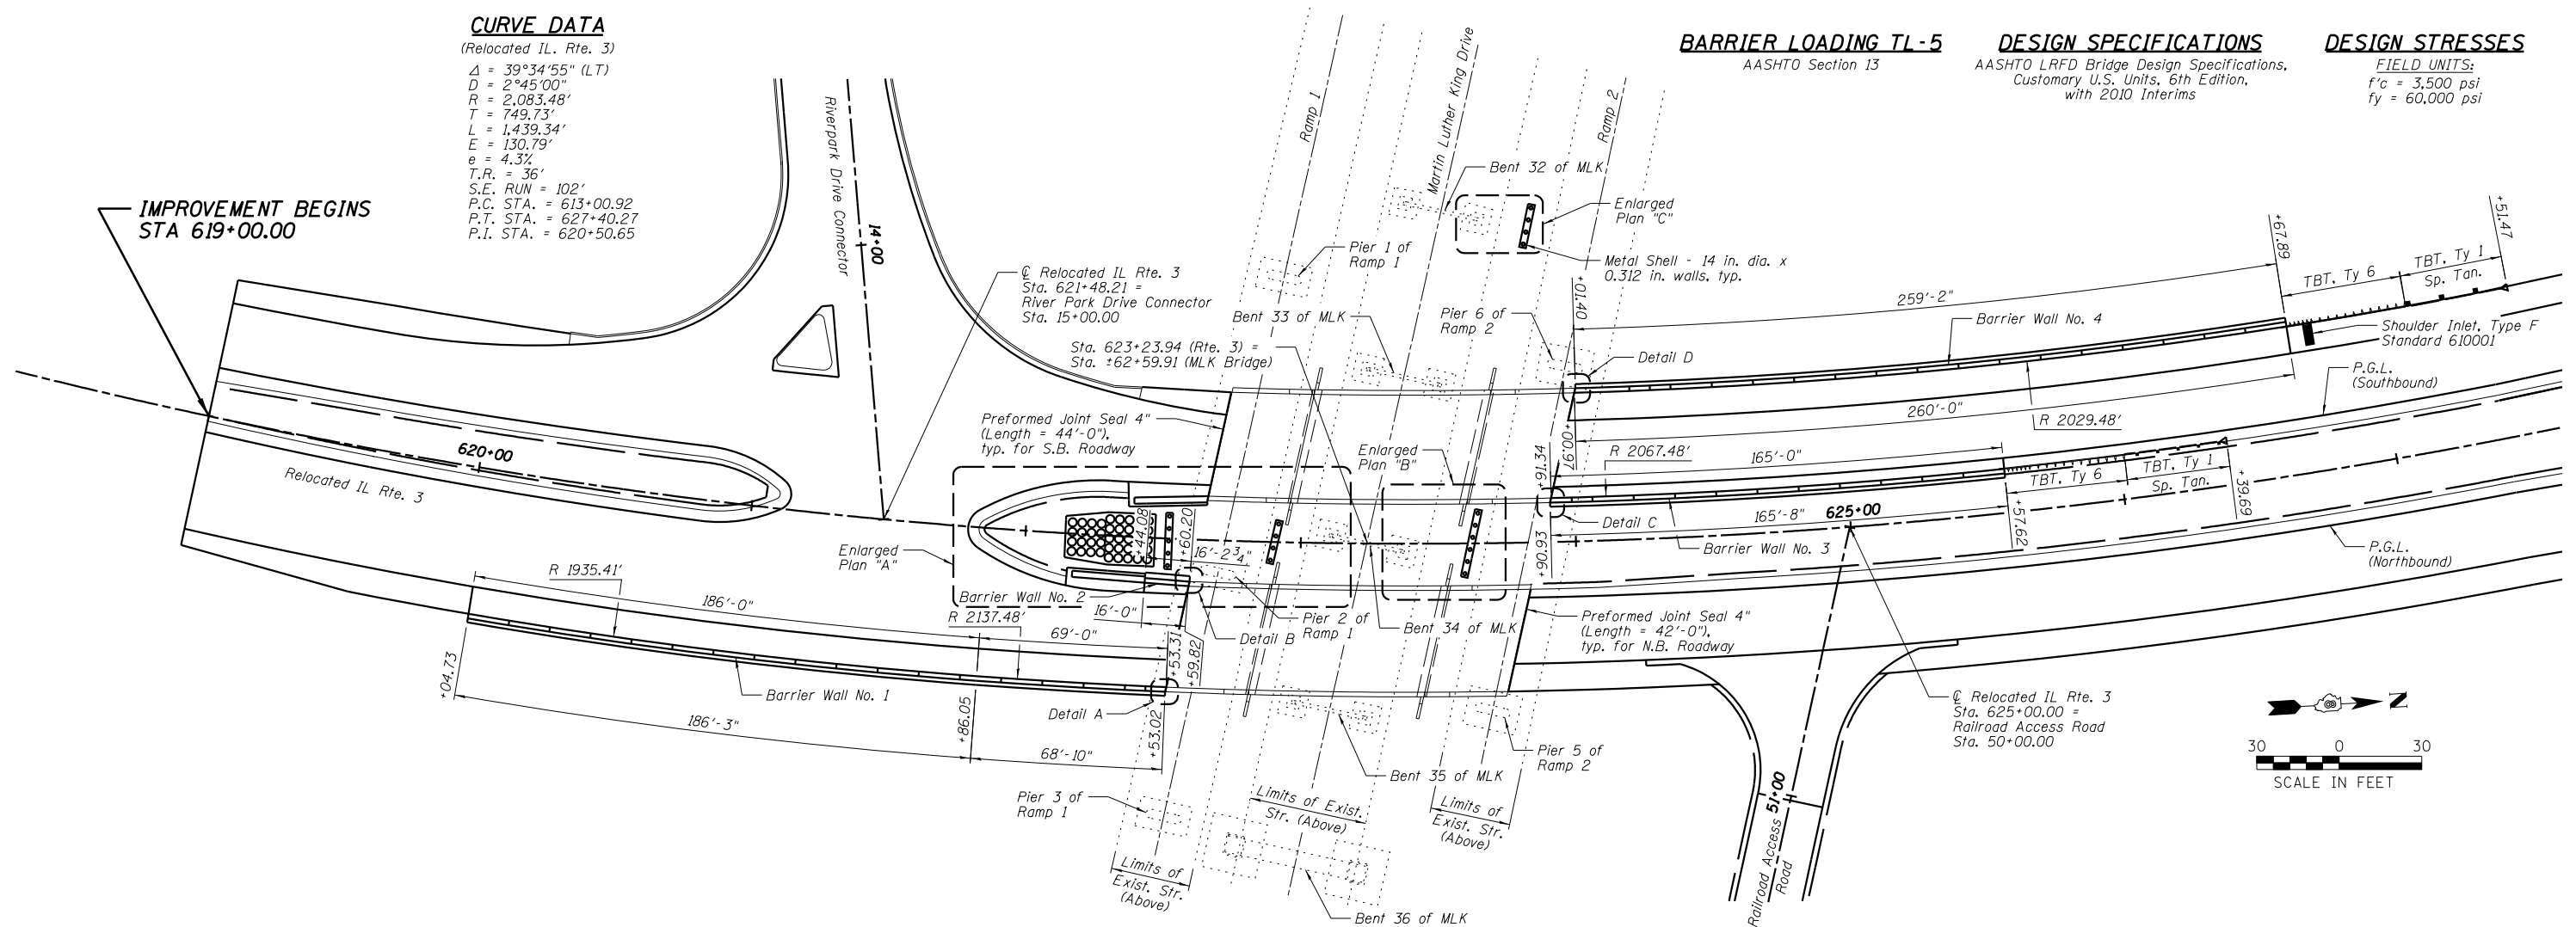 CURVE DATA
(Relocated IL. Rte. 3)
Δ = 39°34'55" (LT)
D = 2°45'00"
R = 2,083.48'
T = 749.73'
L = 1,439.34'
E = 130.79'
e = 4.3%
T.R. = 36'
S.E. RUN = 102'
P.C. STA. = 613+00.92
P.T. STA. = 627+40.27
P.I. STA. = 620+50.65
BARRIER LOADING TL-5
AASHTO Section 13
DESIGN SPECIFICATIONS
AASHTO LRFD Bridge Design Specifications,
Customary U.S. Units, 6th Edition,
with 2010 Interims
DESIGN STRESSES
FIELD UNITS:
f'c = 3,500 psi
fy = 60,000 psi
IMPROVEMENT BEGINS
STA 619+00.00
Riverpark Drive Connector
14+00
Ramp 1
Martin Luther King Drive
Ramp 2
Bent 32 of MLK
Enlarged
Plan "C"
Metal Shell - 14 in. dia. x
0.312 in. walls, typ.
Pier 1 of
Ramp 1
℄ Relocated IL Rte. 3
Sta. 621+48.21 =
River Park Drive Connector
Sta. 15+00.00
Bent 33 of MLK
Pier 6 of
Ramp 2
Sta. 623+23.94 (Rte. 3) =
Sta. ±62+59.91 (MLK Bridge)
+01.40
259'-2"
+67.89
TBT, Ty 6
TBT, Ty 1
Sp. Tan.
+51.47
Barrier Wall No. 4
Shoulder Inlet, Type F
Standard 610001
Detail D
P.G.L.
(Southbound)
Preformed Joint Seal 4"
(Length = 44'-0"),
typ. for S.B. Roadway
260'-0"
R 2029.48'
+00.97
Enlarged
Plan "B"
+91.34
R 2067.48'
165'-0"
TBT, Ty 6
TBT, Ty 1
Sp. Tan.
+39.69
620+00
Relocated IL Rte. 3
Enlarged
Plan "A"
+44.08
+60.20
16'-2¾"
Detail C
165'-8"
625+00
+57.62
+90.93
Barrier Wall No. 3
P.G.L.
(Northbound)
R 1935.41'
186'-0"
Barrier Wall No. 2
16'-0"
R 2137.48'
69'-0"
Detail B
Pier 2 of
Ramp 1
Bent 34 of MLK
Preformed Joint Seal 4"
(Length = 42'-0"),
typ. for N.B. Roadway
+53.31
+59.82
+04.73
Barrier Wall No. 1
Detail A
186'-3"
+86.05
68'-10"
+53.02
℄ Relocated IL Rte. 3
Sta. 625+00.00 =
Railroad Access Road
Sta. 50+00.00
N
30 0 30
SCALE IN FEET
Pier 5 of
Ramp 2
Bent 35 of MLK
Pier 3 of
Ramp 1
Limits of Exist.
Str. (Above)
Limits of
Exist. Str.
(Above)
Limits of
Exist. Str.
(Above)
Bent 36 of MLK
51+00
Railroad Access
Road